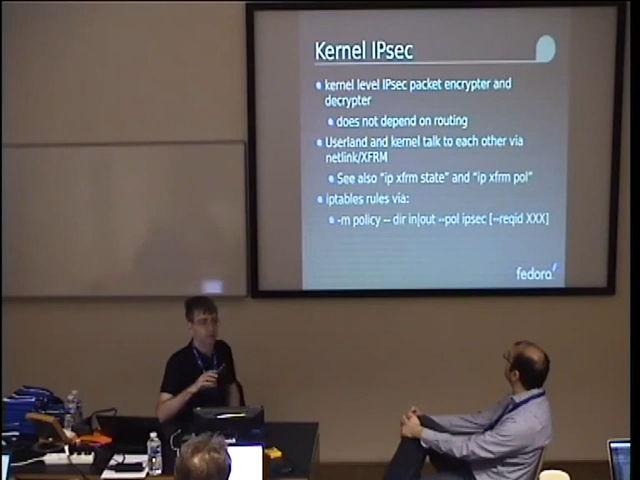 Kernel IPsec
kernel level IPsec packet encrypter and
decrypter
does not depend on routing
Userland and kernel talk to each other via
netlink/XFRM
See also "ip xfrm state" and "ip xfrm pol"
iptables rules via:
-m policy -- dir in|out --pol ipsec [--reqid XXX]
fedora